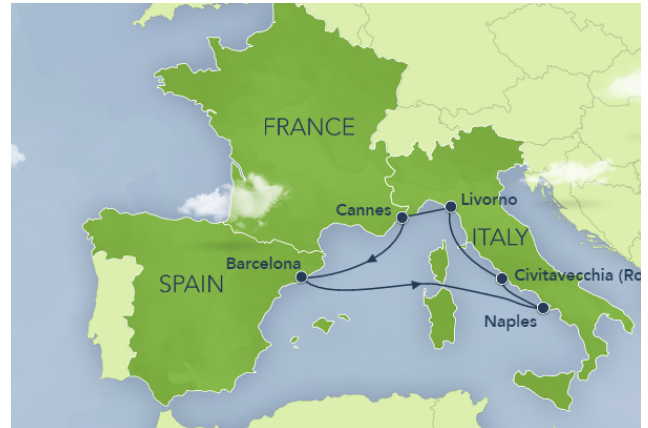 FRANCE
Cannes
Livorno
ITALY
Barcelona
SPAIN
Civitavecchia (Ro
Naples